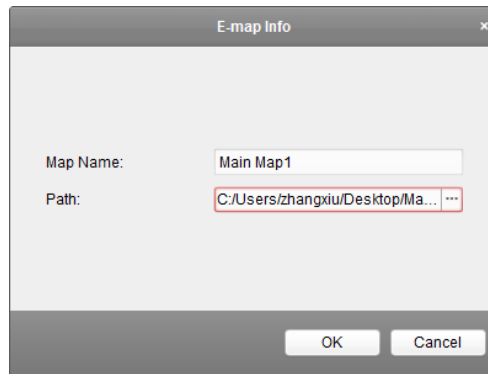 E-map Info ×
Map Name: Main Map1
Path: C:/Users/zhangxiu/Desktop/Ma... ···
OK Cancel